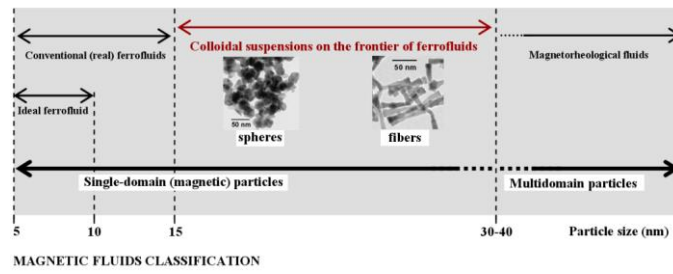 Conventional (real) ferrofluids
Colloidal suspensions on the frontier of ferrofluids
Magnetorheological fluids
Ideal ferrofluid
50 nm
spheres
50 nm
fibers
Single-domain (magnetic) particles
Multidomain particles
5 10 15 30-40 Particle size (nm)
MAGNETIC FLUIDS CLASSIFICATION